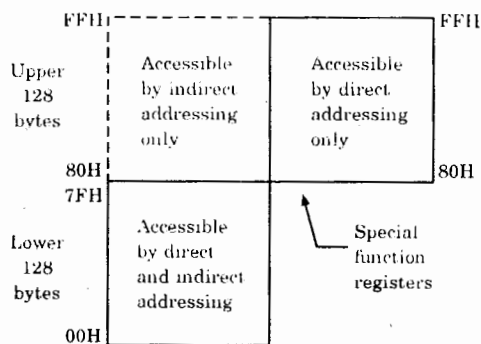 FFH
FFH
Upper
128
bytes
Accessible
by indirect
addressing
only
Accessible
by direct
addressing
only
80H
80H
7FH
Lower
128
bytes
Accessible
by direct
and indirect
addressing
Special
function
registers
00H